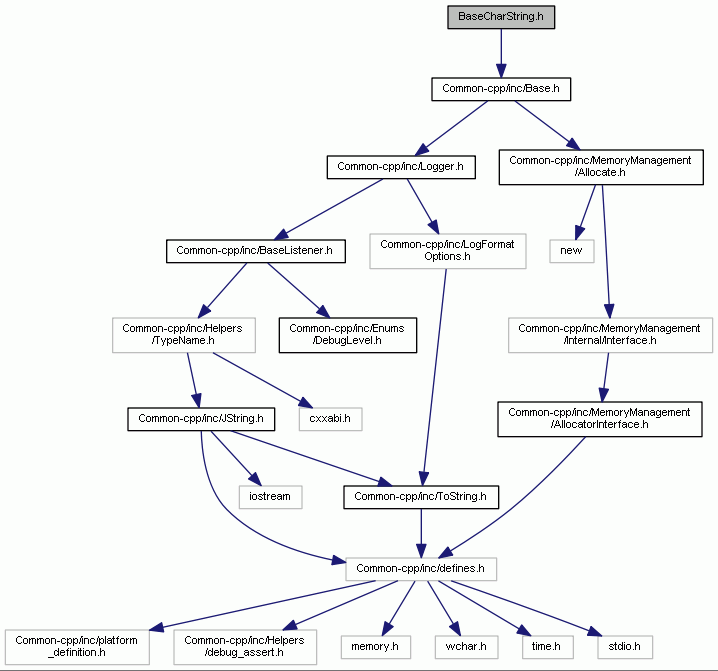 BaseCharString.h
Common-cpp/inc/Base.h
Common-cpp/inc/Logger.h
Common-cpp/inc/MemoryManagement
/Allocate.h
Common-cpp/inc/BaseListener.h
Common-cpp/inc/LogFormat
Options.h
new
Common-cpp/inc/Helpers
/TypeName.h
Common-cpp/inc/Enums
/DebugLevel.h
Common-cpp/inc/MemoryManagement
/Internal/Interface.h
Common-cpp/inc/JString.h
cxxabi.h
Common-cpp/inc/MemoryManagement
/AllocatorInterface.h
iostream
Common-cpp/inc/ToString.h
Common-cpp/inc/defines.h
Common-cpp/inc/platform
_definition.h
Common-cpp/inc/Helpers
/debug_assert.h
memory.h
wchar.h
time.h
stdio.h